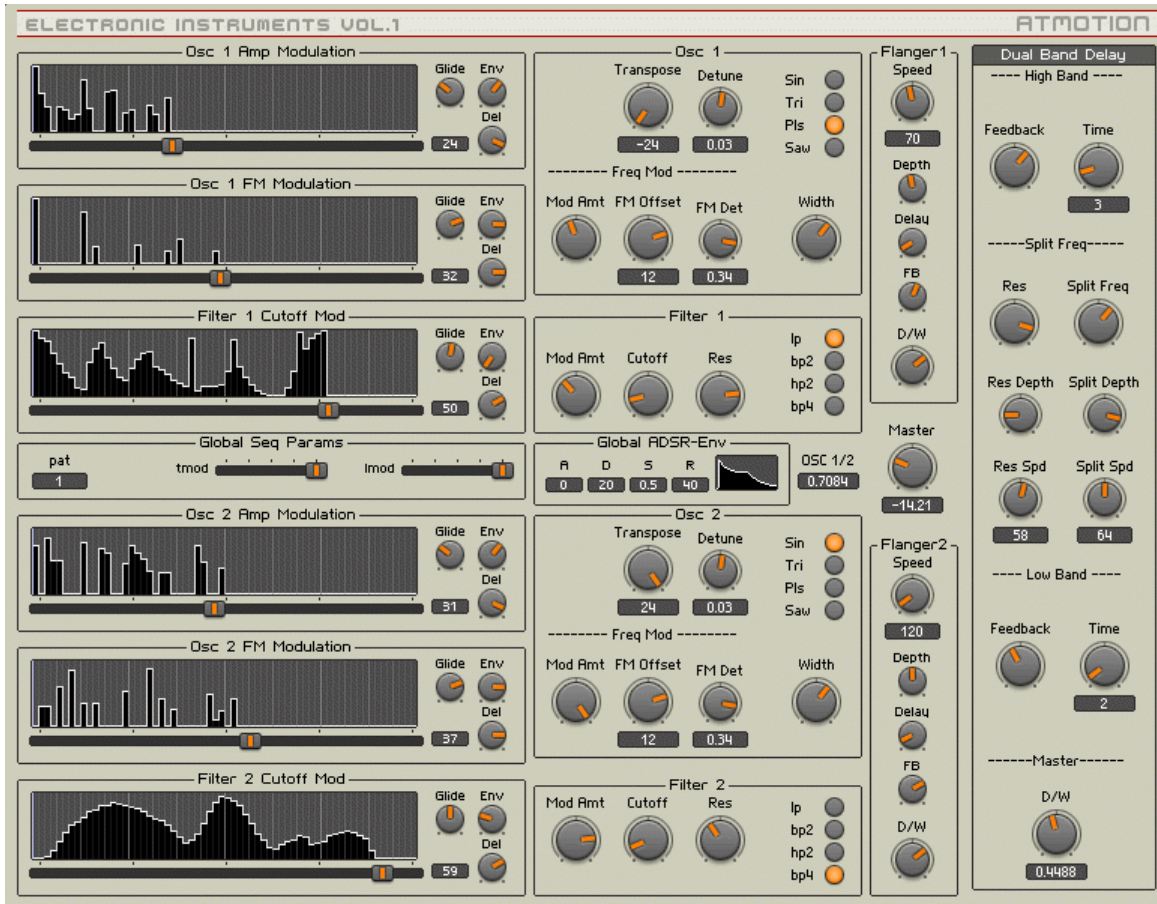 ELECTRONIC INSTRUMENTS VOL.1
ATMOTION
Osc 1 Amp Modulation
Glide Env
Del
24
Osc 1 FM Modulation
Glide Env
Del
32
Filter 1 Cutoff Mod
Glide Env
Del
50
Global Seq Params
pat
1
tmod
lmod
Osc 2 Amp Modulation
Glide Env
Del
31
Osc 2 FM Modulation
Glide Env
Del
37
Filter 2 Cutoff Mod
Glide Env
Del
59
Osc 1
Transpose Detune
-24 0.03
Sin
Tri
Pls
Saw
------- Freq Mod -------
Mod Amt FM Offset FM Det Width
12 0.34
Filter 1
Mod Amt Cutoff Res
lp
bp2
hp2
bp4
Global ADSR-Env
A D S R
0 20 0.5 40
OSC 1/2
0.7084
Osc 2
Transpose Detune
24 0.03
Sin
Tri
Pls
Saw
------- Freq Mod -------
Mod Amt FM Offset FM Det Width
12 0.34
Filter 2
Mod Amt Cutoff Res
lp
bp2
hp2
bp4
Flanger1
Speed
70
Depth
Delay
FB
D/W
Master
-14.21
Flanger2
Speed
120
Depth
Delay
FB
D/W
Dual Band Delay
---- High Band ----
Feedback Time
3
-----Split Freq-----
Res Split Freq
Res Depth Split Depth
Res Spd Split Spd
58 64
---- Low Band ----
Feedback Time
2
------Master------
D/W
0.4488